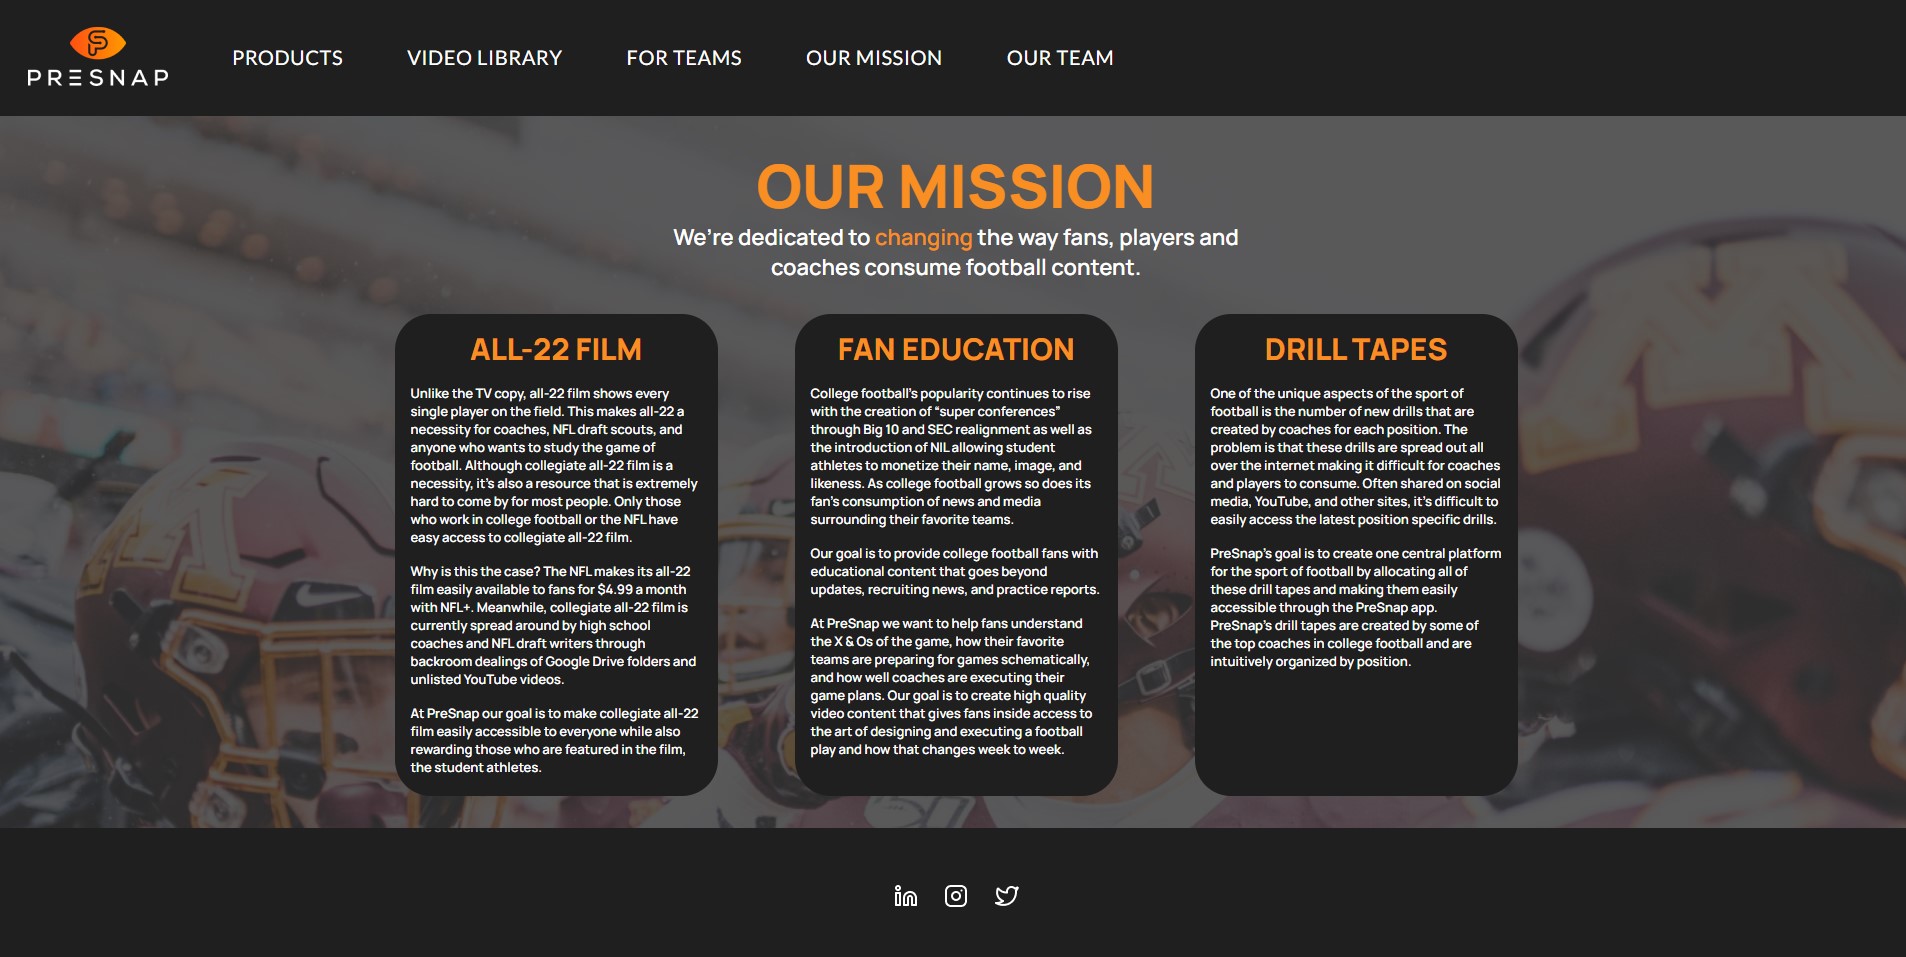 PRESNAP
PRODUCTS
VIDEO LIBRARY
FOR TEAMS
OUR MISSION
OUR TEAM
OUR MISSION
We're dedicated to changing the way fans, players and
coaches consume football content.
ALL-22 FILM
Unlike the TV copy, all-22 film shows every
single player on the field. This makes all-22 a
necessity for coaches, NFL draft scouts, and
anyone who wants to study the game of
football. Although collegiate all-22 film is a
necessity, it's also a resource that is extremely
hard to come by for most people. Only those
who work in college football or the NFL have
easy access to collegiate all-22 film.
Why is this the case? The NFL makes its all-22
film easily available to fans for $4.99 a month
with NFL+. Meanwhile, collegiate all-22 film is
currently spread around by high school
coaches and NFL draft writers through
backroom dealings of Google Drive folders and
unlisted YouTube videos.
At PreSnap our goal is to make collegiate all-22
film easily accessible to everyone while also
rewarding those who are featured in the film,
the student athletes.
FAN EDUCATION
College football's popularity continues to rise
with the creation of “super conferences”
through Big 10 and SEC realignment as well as
the introduction of NIL allowing student
athletes to monetize their name, image, and
likeness. As college football grows so does its
fan's consumption of news and media
surrounding their favorite teams.
Our goal is to provide college football fans with
educational content that goes beyond
updates, recruiting news, and practice reports.
At PreSnap we want to help fans understand
the X & Os of the game, how their favorite
teams are preparing for games schematically,
and how well coaches are executing their
game plans. Our goal is to create high quality
video content that gives fans inside access to
the art of designing and executing a football
play and how that changes week to week.
DRILL TAPES
One of the unique aspects of the sport of
football is the number of new drills that are
created by coaches for each position. The
problem is that these drills are spread out all
over the internet making it difficult for coaches
and players to consume. Often shared on social
media, YouTube, and other sites, it's difficult to
easily access the latest position specific drills.
PreSnap's goal is to create one central platform
for the sport of football by allocating all of
these drill tapes and making them easily
accessible through the PreSnap app.
PreSnap's drill tapes are created by some of
the top coaches in college football and are
intuitively organized by position.